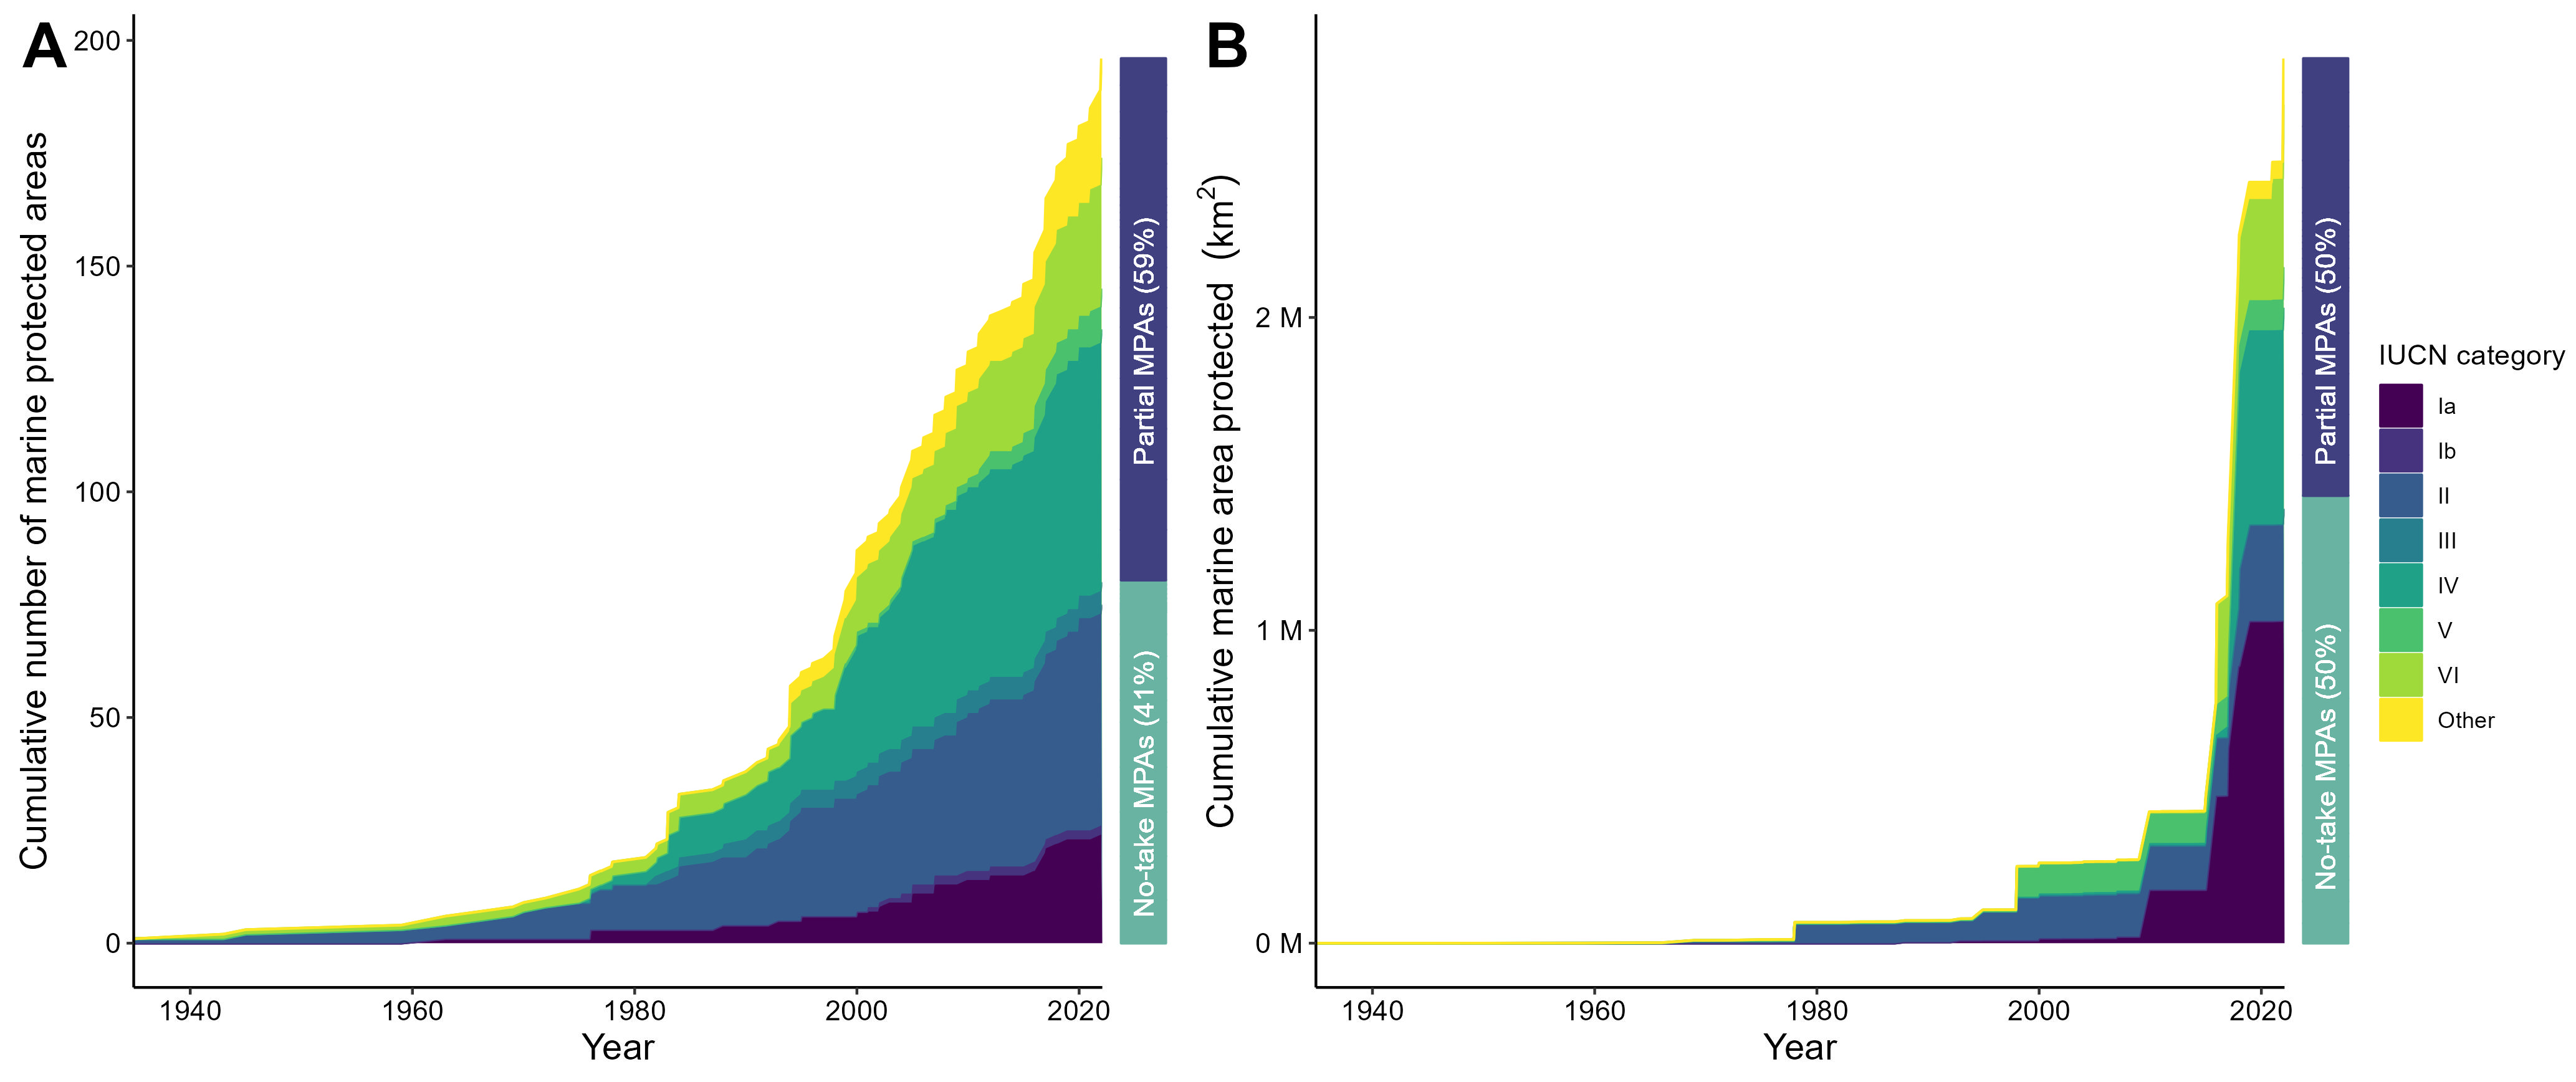 A
Cumulative number of marine protected areas
200
150
100
50
0
1940
1960
1980
2000
2020
Year
Partial MPAs (59%)
No-take MPAs (41%)
B
Cumulative marine area protected (km²)
2 M
1 M
0 M
1940
1960
1980
2000
2020
Year
Partial MPAs (50%)
No-take MPAs (50%)
IUCN category
Ia
Ib
II
III
IV
V
VI
Other